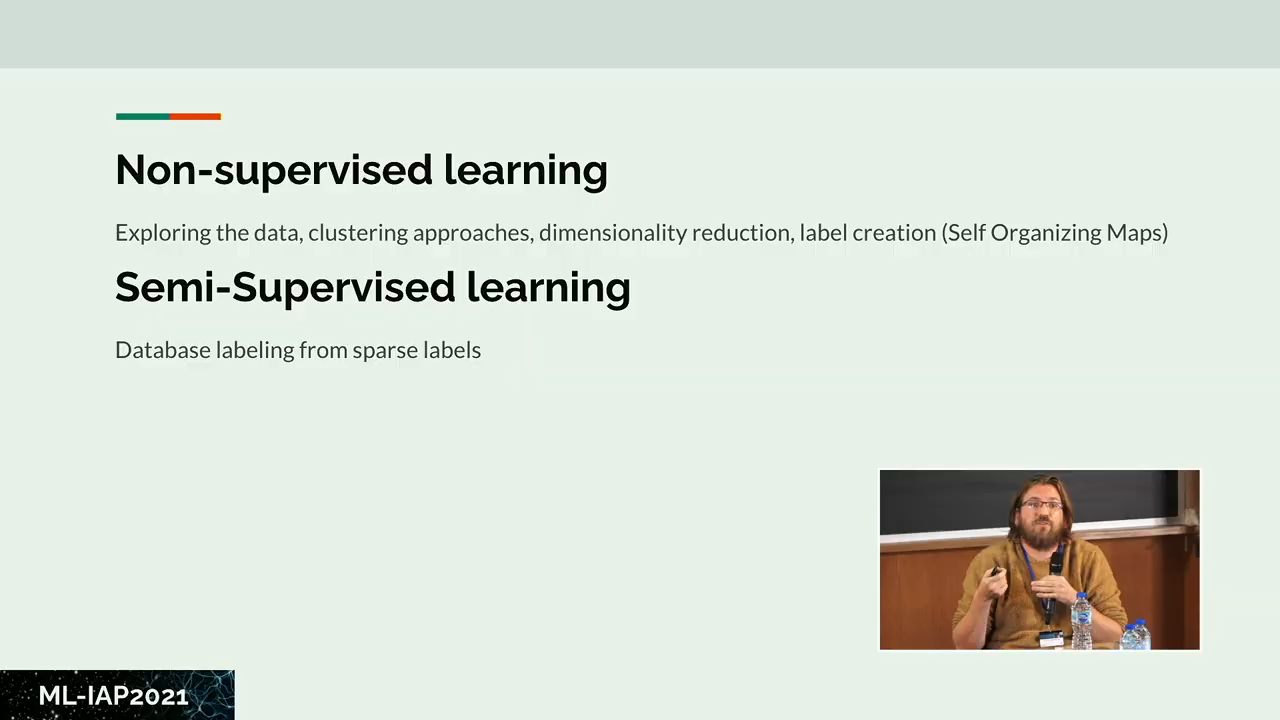 Non-supervised learning
Exploring the data, clustering approaches, dimensionality reduction, label creation (Self Organizing Maps)
Semi-Supervised learning
Database labeling from sparse labels
ML-IAP2021